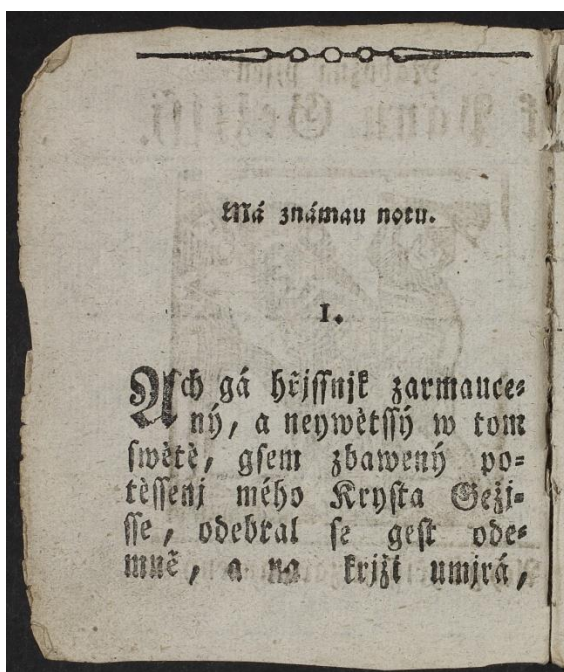 Má známau notu.
I.
Ach gá hřjssnjk zarmauce-
ný, a neywětssý w tom
swětě, gsem zbawený po-
těssenj mého Krysta Gežj-
sse, odebral se gest ode-
mně, a na křjži umjrá,